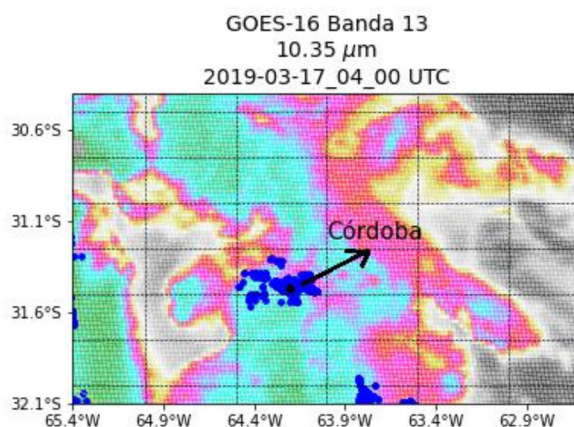 GOES-16 Banda 13
10.35 μm
2019-03-17_04_00 UTC
30.6°S
31.1°S
Córdoba
31.6°S
32.1°S
65.4°W 64.9°W 64.4°W 63.9°W 63.4°W 62.9°W